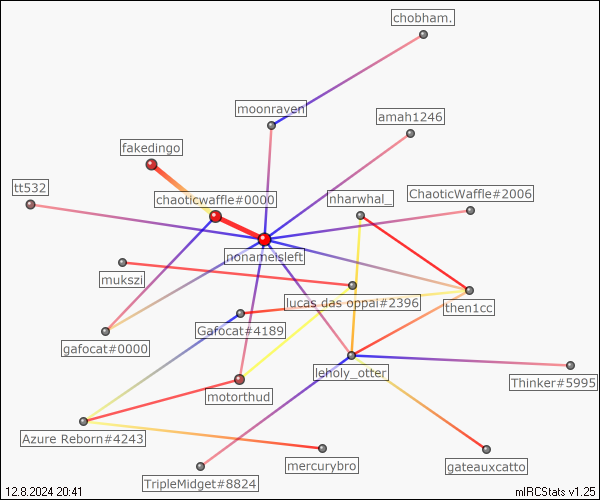 chobham.
moonraven
amah1246
fakedingo
tt532
chaoticwaffle#0000
nharwhal_
ChaoticWaffle#2006
nonameisleft
mukszi
lucas das oppai#2396
then1cc
Gafocat#4189
gafocat#0000
leholy_otter
Thinker#5995
motorthud
Azure Reborn#4243
mercurybro
gateauxcatto
TripleMidget#8824
12.8.2024 20:41
mIRCStats v1.25